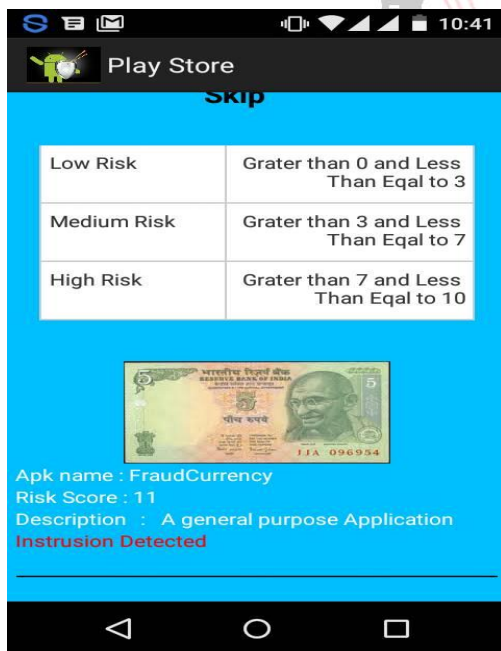 10:41
Play Store
Skip
Low Risk
Grater than 0 and Less
Than Eqal to 3
Medium Risk
Grater than 3 and Less
Than Eqal to 7
High Risk
Grater than 7 and Less
Than Eqal to 10
भारतीय रिज़र्व बैंक
RESERVE BANK OF INDIA
5
5
पाँच रुपये
JJA 096954
Apk name : FraudCurrency
Risk Score : 11
Description : A general purpose Application
Instrusion Detected